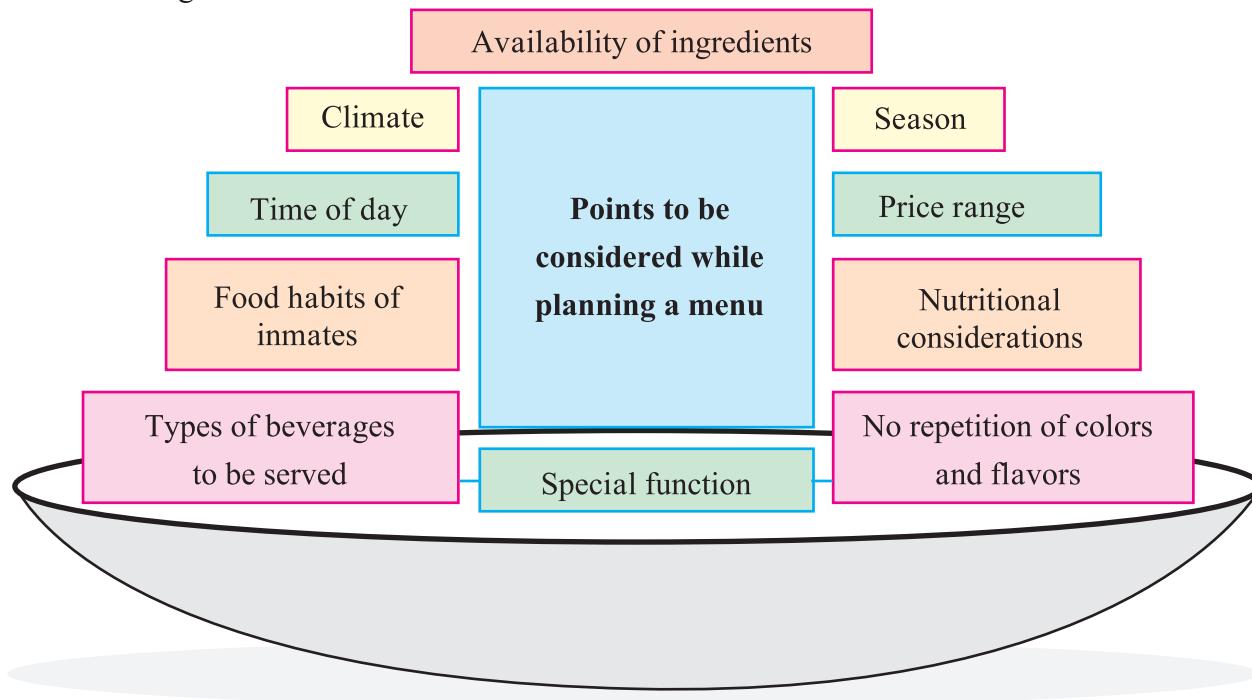 Availability of ingredients
Climate
Season
Time of day
Price range
Points to be
considered while
planning a menu
Food habits of
inmates
Nutritional
considerations
Types of beverages
to be served
No repetition of colors
and flavors
Special function